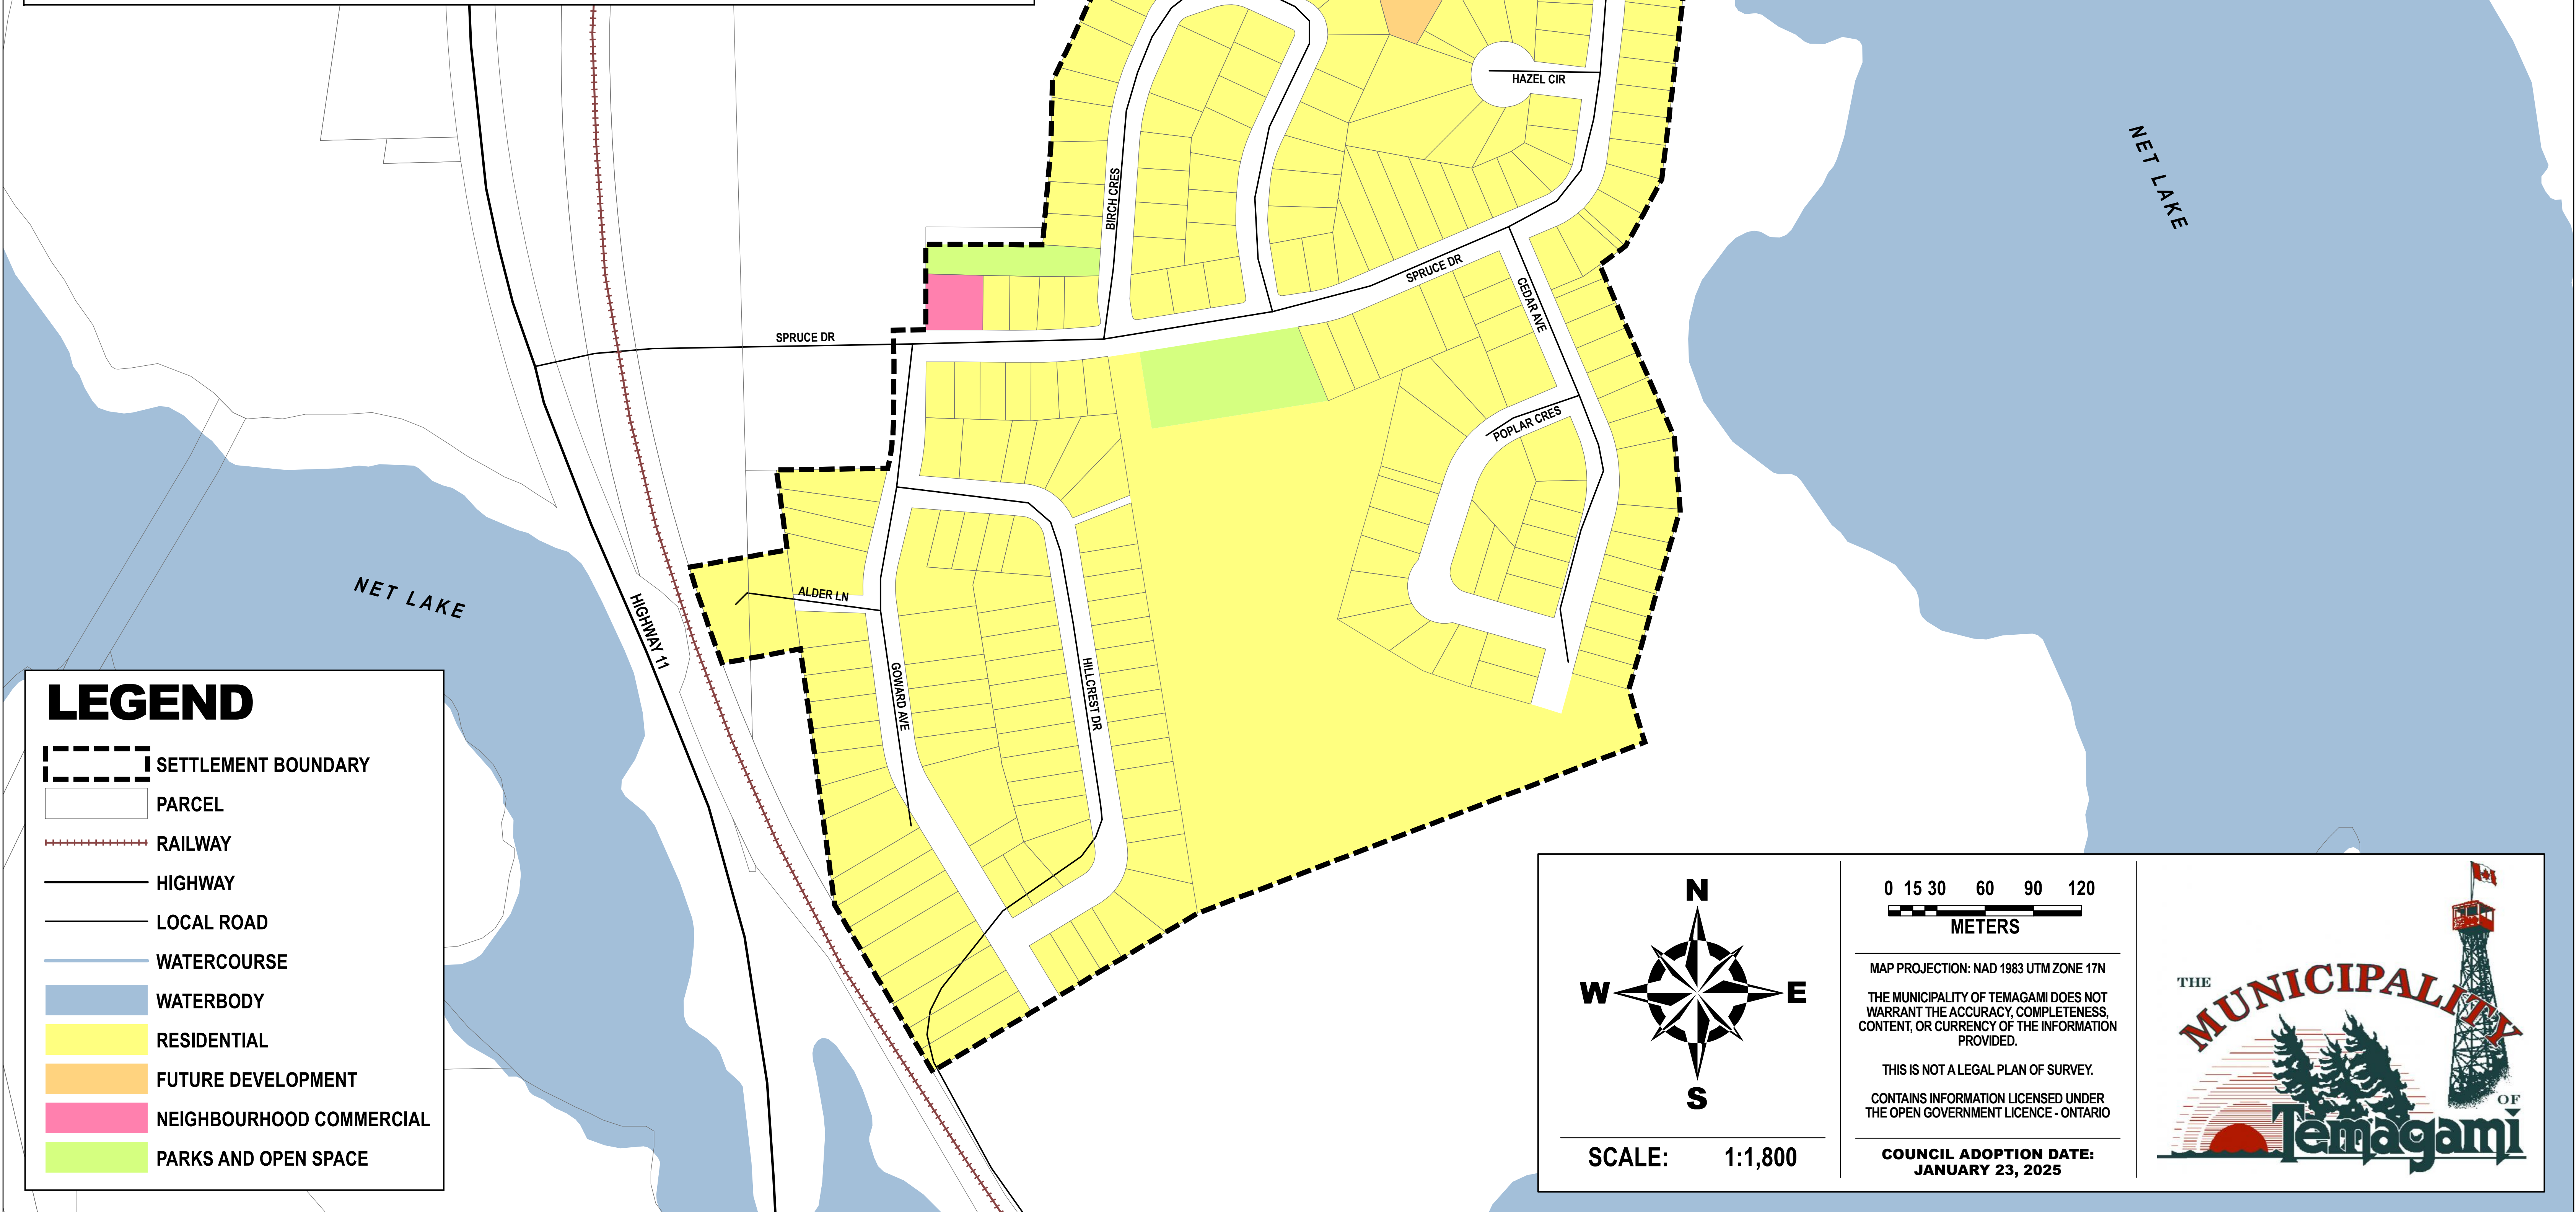 HAZEL CIR
NET LAKE
BIRCH CRES
SPRUCE DR
CEDAR AVE
SPRUCE DR
POPLAR CRES
NET LAKE
HIGHWAY 11
ALDER LN
GOWARD AVE
HILLCREST DR
LEGEND
SETTLEMENT BOUNDARY
PARCEL
RAILWAY
HIGHWAY
LOCAL ROAD
WATERCOURSE
WATERBODY
RESIDENTIAL
FUTURE DEVELOPMENT
NEIGHBOURHOOD COMMERCIAL
PARKS AND OPEN SPACE
N
W E
S
SCALE: 1:1,800
0 15 30 60 90 120
METERS
MAP PROJECTION: NAD 1983 UTM ZONE 17N
THE MUNICIPALITY OF TEMAGAMI DOES NOT
WARRANT THE ACCURACY, COMPLETENESS,
CONTENT, OR CURRENCY OF THE INFORMATION
PROVIDED.
THIS IS NOT A LEGAL PLAN OF SURVEY.
CONTAINS INFORMATION LICENSED UNDER
THE OPEN GOVERNMENT LICENCE - ONTARIO
COUNCIL ADOPTION DATE:
JANUARY 23, 2025
THE
MUNICIPALITY
OF
Temagami